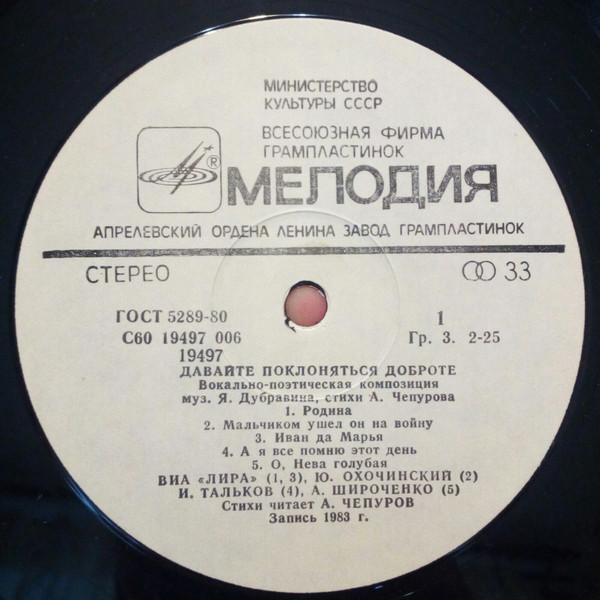 МИНИСТЕРСТВО
КУЛЬТУРЫ СССР
ВСЕСОЮЗНАЯ ФИРМА
ГРАМПЛАСТИНОК
®
МЕЛОДИЯ
АПРЕЛЕВСКИЙ ОРДЕНА ЛЕНИНА ЗАВОД ГРАМПЛАСТИНОК
СТЕРЕО 33
ГОСТ 5289-80 1
С60 19497 006 Гр. 3. 2-25
19497
ДАВАЙТЕ ПОКЛОНЯТЬСЯ ДОБРОТЕ
Вокально-поэтическая композиция
муз. Я. Дубравина, стихи А. Чепурова
1. Родина
2. Мальчиком ушел он на войну
3. Иван да Марья
4. А я все помню этот день
5. О, Нева голубая
ВИА «ЛИРА» (1, 3), Ю. ОХОЧИНСКИЙ (2)
И. ТАЛЬКОВ (4), А. ШИРОЧЕНКО (5)
Стихи читает А. ЧЕПУРОВ
Запись 1983 г.